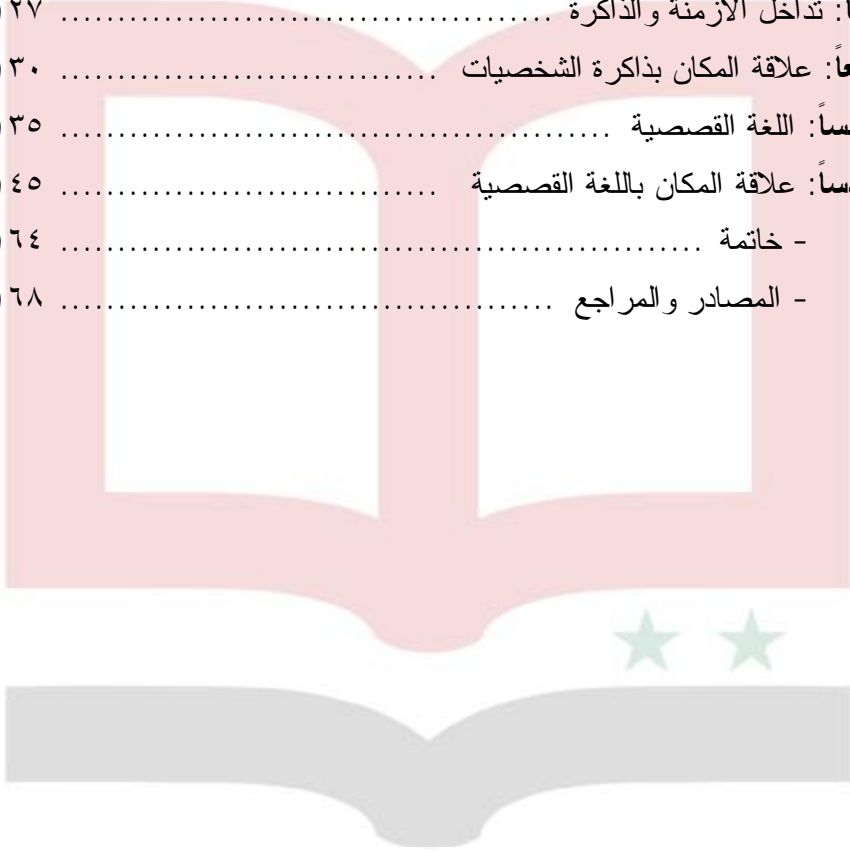 تداخل الأزمنة والذاكرة ........................................ ٢٧
: علاقة المكان بذاكرة الشخصيات ................................. ٣٠
: اللغة القصصية ............................................... ٣٥
: علاقة المكان باللغة القصصية ................................. ٤٥
- خاتمة ...................................................... ٦٤
- المصادر والمراجع ........................................... ٦٨